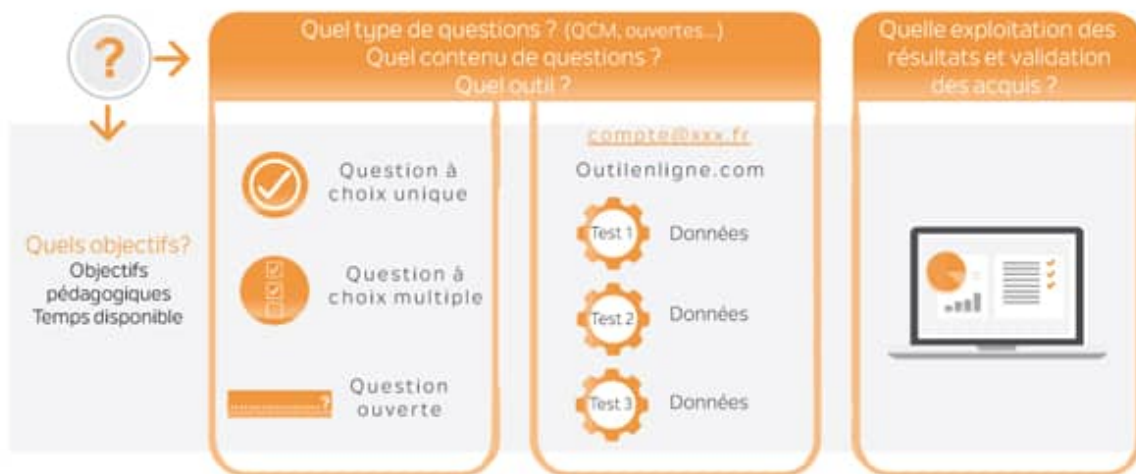 ?
Quel type de questions ? (QCM, ouvertes...)
Quel contenu de questions ?
Quel outil ?
Quelle exploitation des
résultats et validation
des acquis ?
Quels objectifs?
Objectifs
pédagogiques
Temps disponible
Question à
choix unique
Question à
choix multiple
?
Question
ouverte
compte@xxx.fr
Outilenligne.com
Test 1
Données
Test 2
Données
Test 3
Données